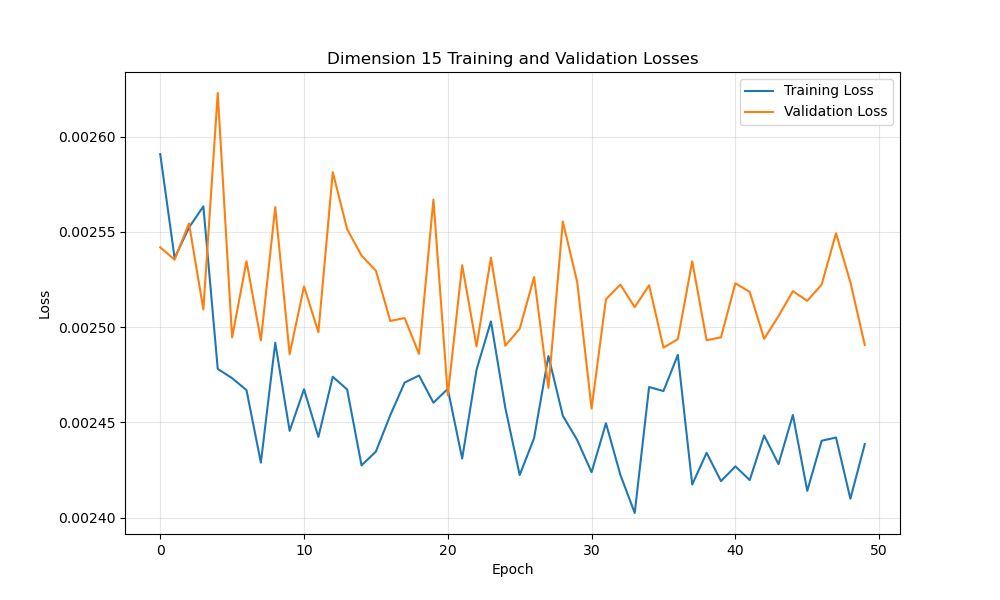 Dimension 15 Training and Validation Losses
Training Loss
Validation Loss
0.00260
0.00255
0.00250
0.00245
0.00240
Loss
0 10 20 30 40 50
Epoch